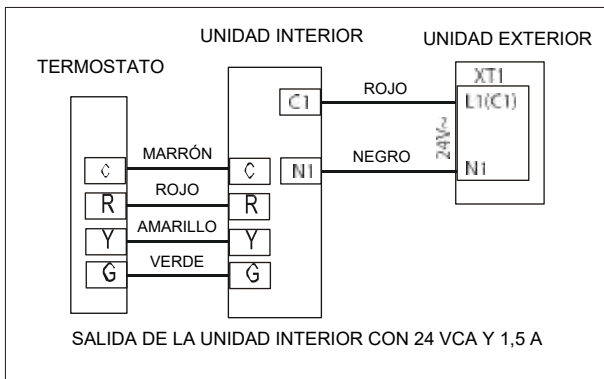 UNIDAD INTERIOR
UNIDAD EXTERIOR
TERMOSTATO
XT1
C1
ROJO
L1(C1)
24V~
MARRÓN
NEGRO
C
C
N1
N1
ROJO
R
R
AMARILLO
Y
Y
VERDE
G
G
SALIDA DE LA UNIDAD INTERIOR CON 24 VCA Y 1,5 A